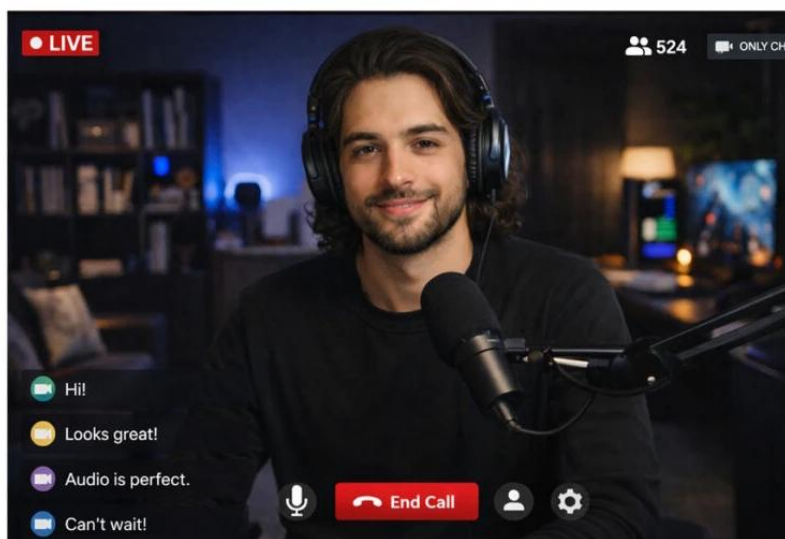 LIVE
524
ONLY CH
Hi!
Looks great!
Audio is perfect.
Can't wait!
End Call